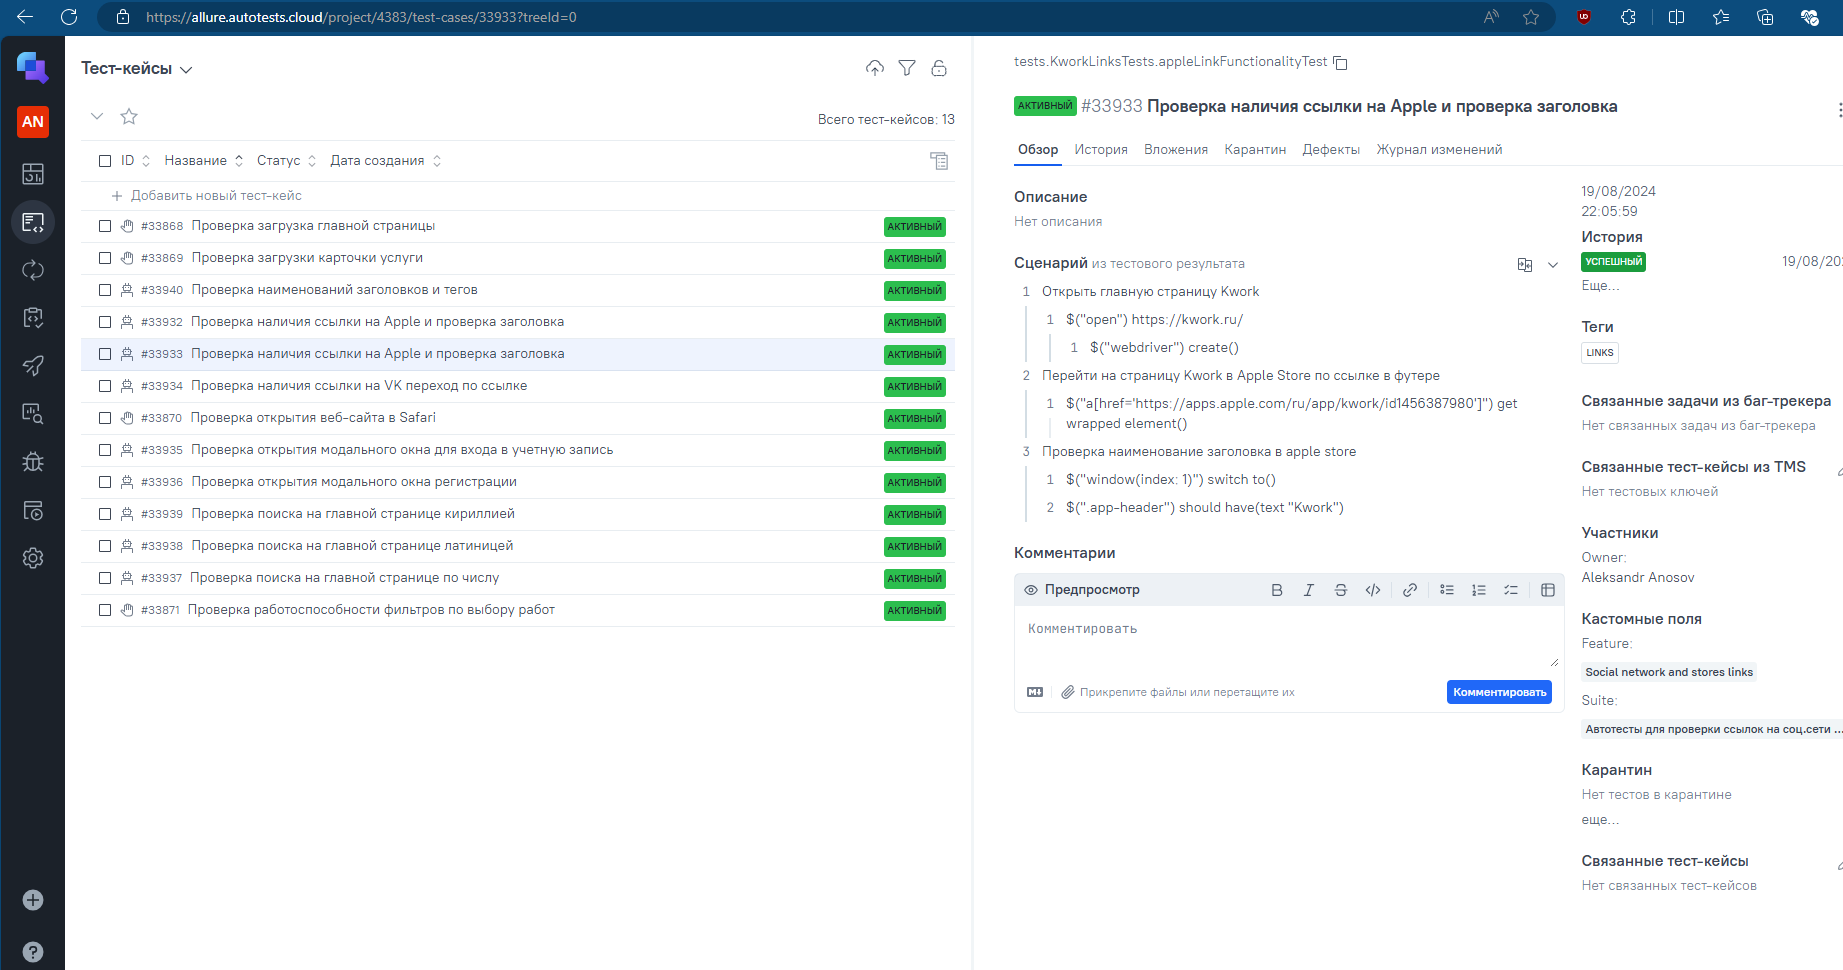 https://allure.autotests.cloud/project/4383/test-cases/33933?treeId=0
AN
Тест-кейсы
Всего тест-кейсов: 13
ID Название Статус Дата создания
Добавить новый тест-кейс
#33868 Проверка загрузка главной страницы АКТИВНЫЙ
#33869 Проверка загрузки карточки услуги АКТИВНЫЙ
#33940 Проверка наименований заголовков и тегов АКТИВНЫЙ
#33932 Проверка наличия ссылки на Apple и проверка заголовка АКТИВНЫЙ
#33933 Проверка наличия ссылки на Apple и проверка заголовка АКТИВНЫЙ
#33934 Проверка наличия ссылки на VK переход по ссылке АКТИВНЫЙ
#33870 Проверка открытия веб-сайта в Safari АКТИВНЫЙ
#33935 Проверка открытия модального окна для входа в учетную запись АКТИВНЫЙ
#33936 Проверка открытия модального окна регистрации АКТИВНЫЙ
#33939 Проверка поиска на главной странице кириллией АКТИВНЫЙ
#33938 Проверка поиска на главной странице латиницей АКТИВНЫЙ
#33937 Проверка поиска на главной странице по числу АКТИВНЫЙ
#33871 Проверка работоспособности фильтров по выбору работ АКТИВНЫЙ
tests.KworkLinksTests.appleLinkFunctionalityTest
АКТИВНЫЙ #33933 Проверка наличия ссылки на Apple и проверка заголовка
Обзор История Вложения Карантин Дефекты Журнал изменений
Описание
Нет описания
Сценарий из тестового результата
1 Открыть главную страницу Kwork
1 $("open") https://kwork.ru/
1 $("webdriver") create()
2 Перейти на страницу Kwork в Apple Store по ссылке в футере
1 $("a[href='https://apps.apple.com/ru/app/kwork/id1456387980']") get
wrapped element()
3 Проверка наименование заголовка в apple store
1 $("window(index: 1)") switch to()
2 $(".app-header") should have(text "Kwork")
Комментарии
Предпросмотр
Комментировать
Прикрепите файлы или перетащите их
Комментировать
19/08/2024
22:05:59
История
УСПЕШНЫЙ 19/08/202
Еще...
Теги
LINKS
Связанные задачи из баг-трекера
Нет связанных задач из баг-трекера
Связанные тест-кейсы из TMS
Нет тестовых ключей
Участники
Owner:
Aleksandr Anosov
Кастомные поля
Feature:
Social network and stores links
Suite:
Автотесты для проверки ссылок на соц.сети ...
Карантин
Нет тестов в карантине
еще...
Связанные тест-кейсы
Нет связанных тест-кейсов